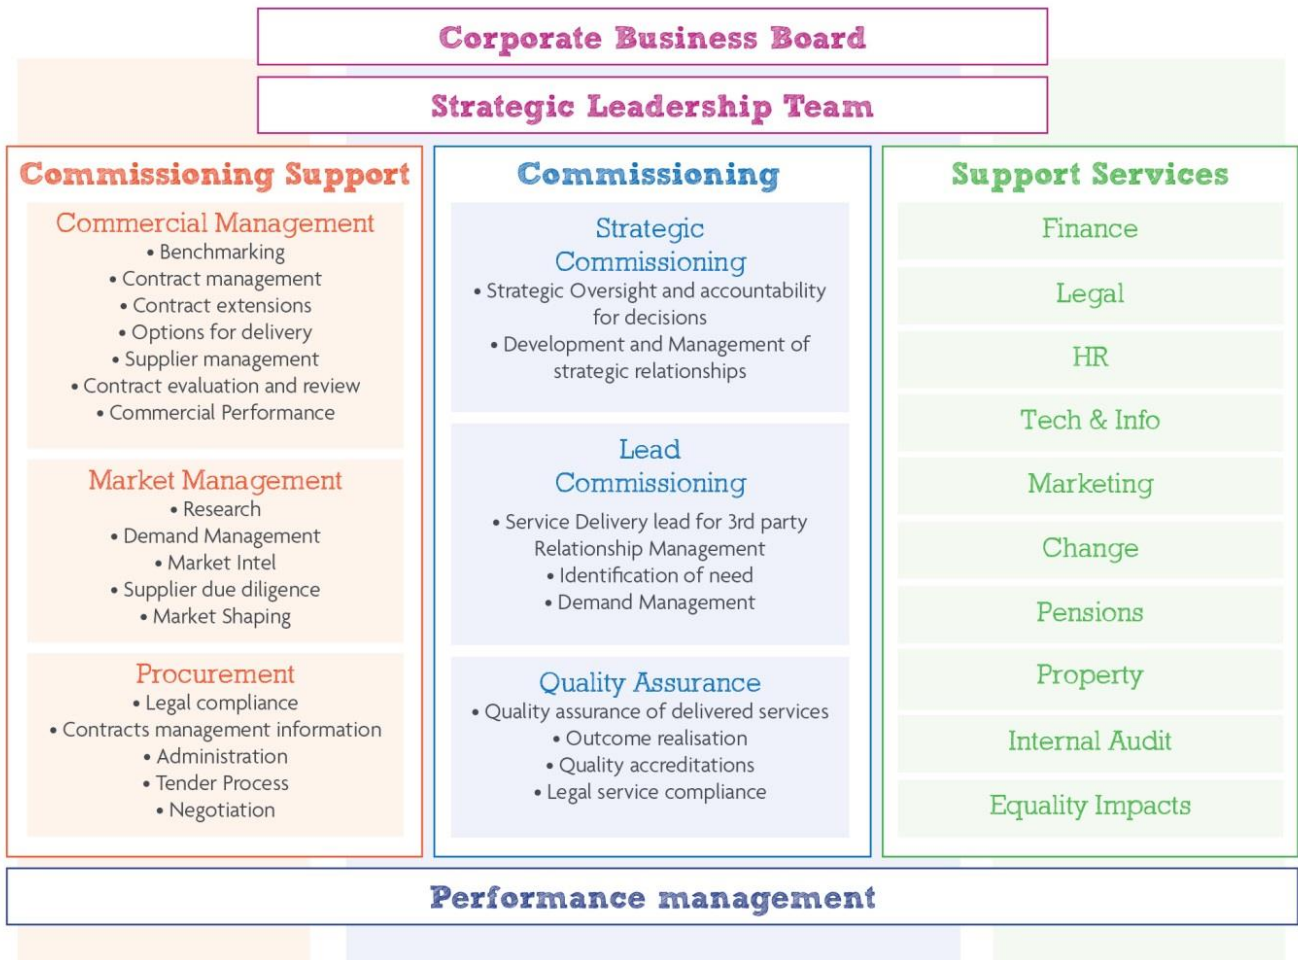 Corporate Business Board
Strategic Leadership Team
Commissioning Support
Commercial Management
• Benchmarking
• Contract management
• Contract extensions
• Options for delivery
• Supplier management
• Contract evaluation and review
• Commercial Performance
Market Management
• Research
• Demand Management
• Market Intel
• Supplier due diligence
• Market Shaping
Procurement
• Legal compliance
• Contracts management information
• Administration
• Tender Process
• Negotiation
Commissioning
Strategic
Commissioning
• Strategic Oversight and accountability
for decisions
• Development and Management of
strategic relationships
Lead
Commissioning
• Service Delivery lead for 3rd party
Relationship Management
• Identification of need
• Demand Management
Quality Assurance
• Quality assurance of delivered services
• Outcome realisation
• Quality accreditations
• Legal service compliance
Support Services
Finance
Legal
HR
Tech & Info
Marketing
Change
Pensions
Property
Internal Audit
Equality Impacts
Performance management